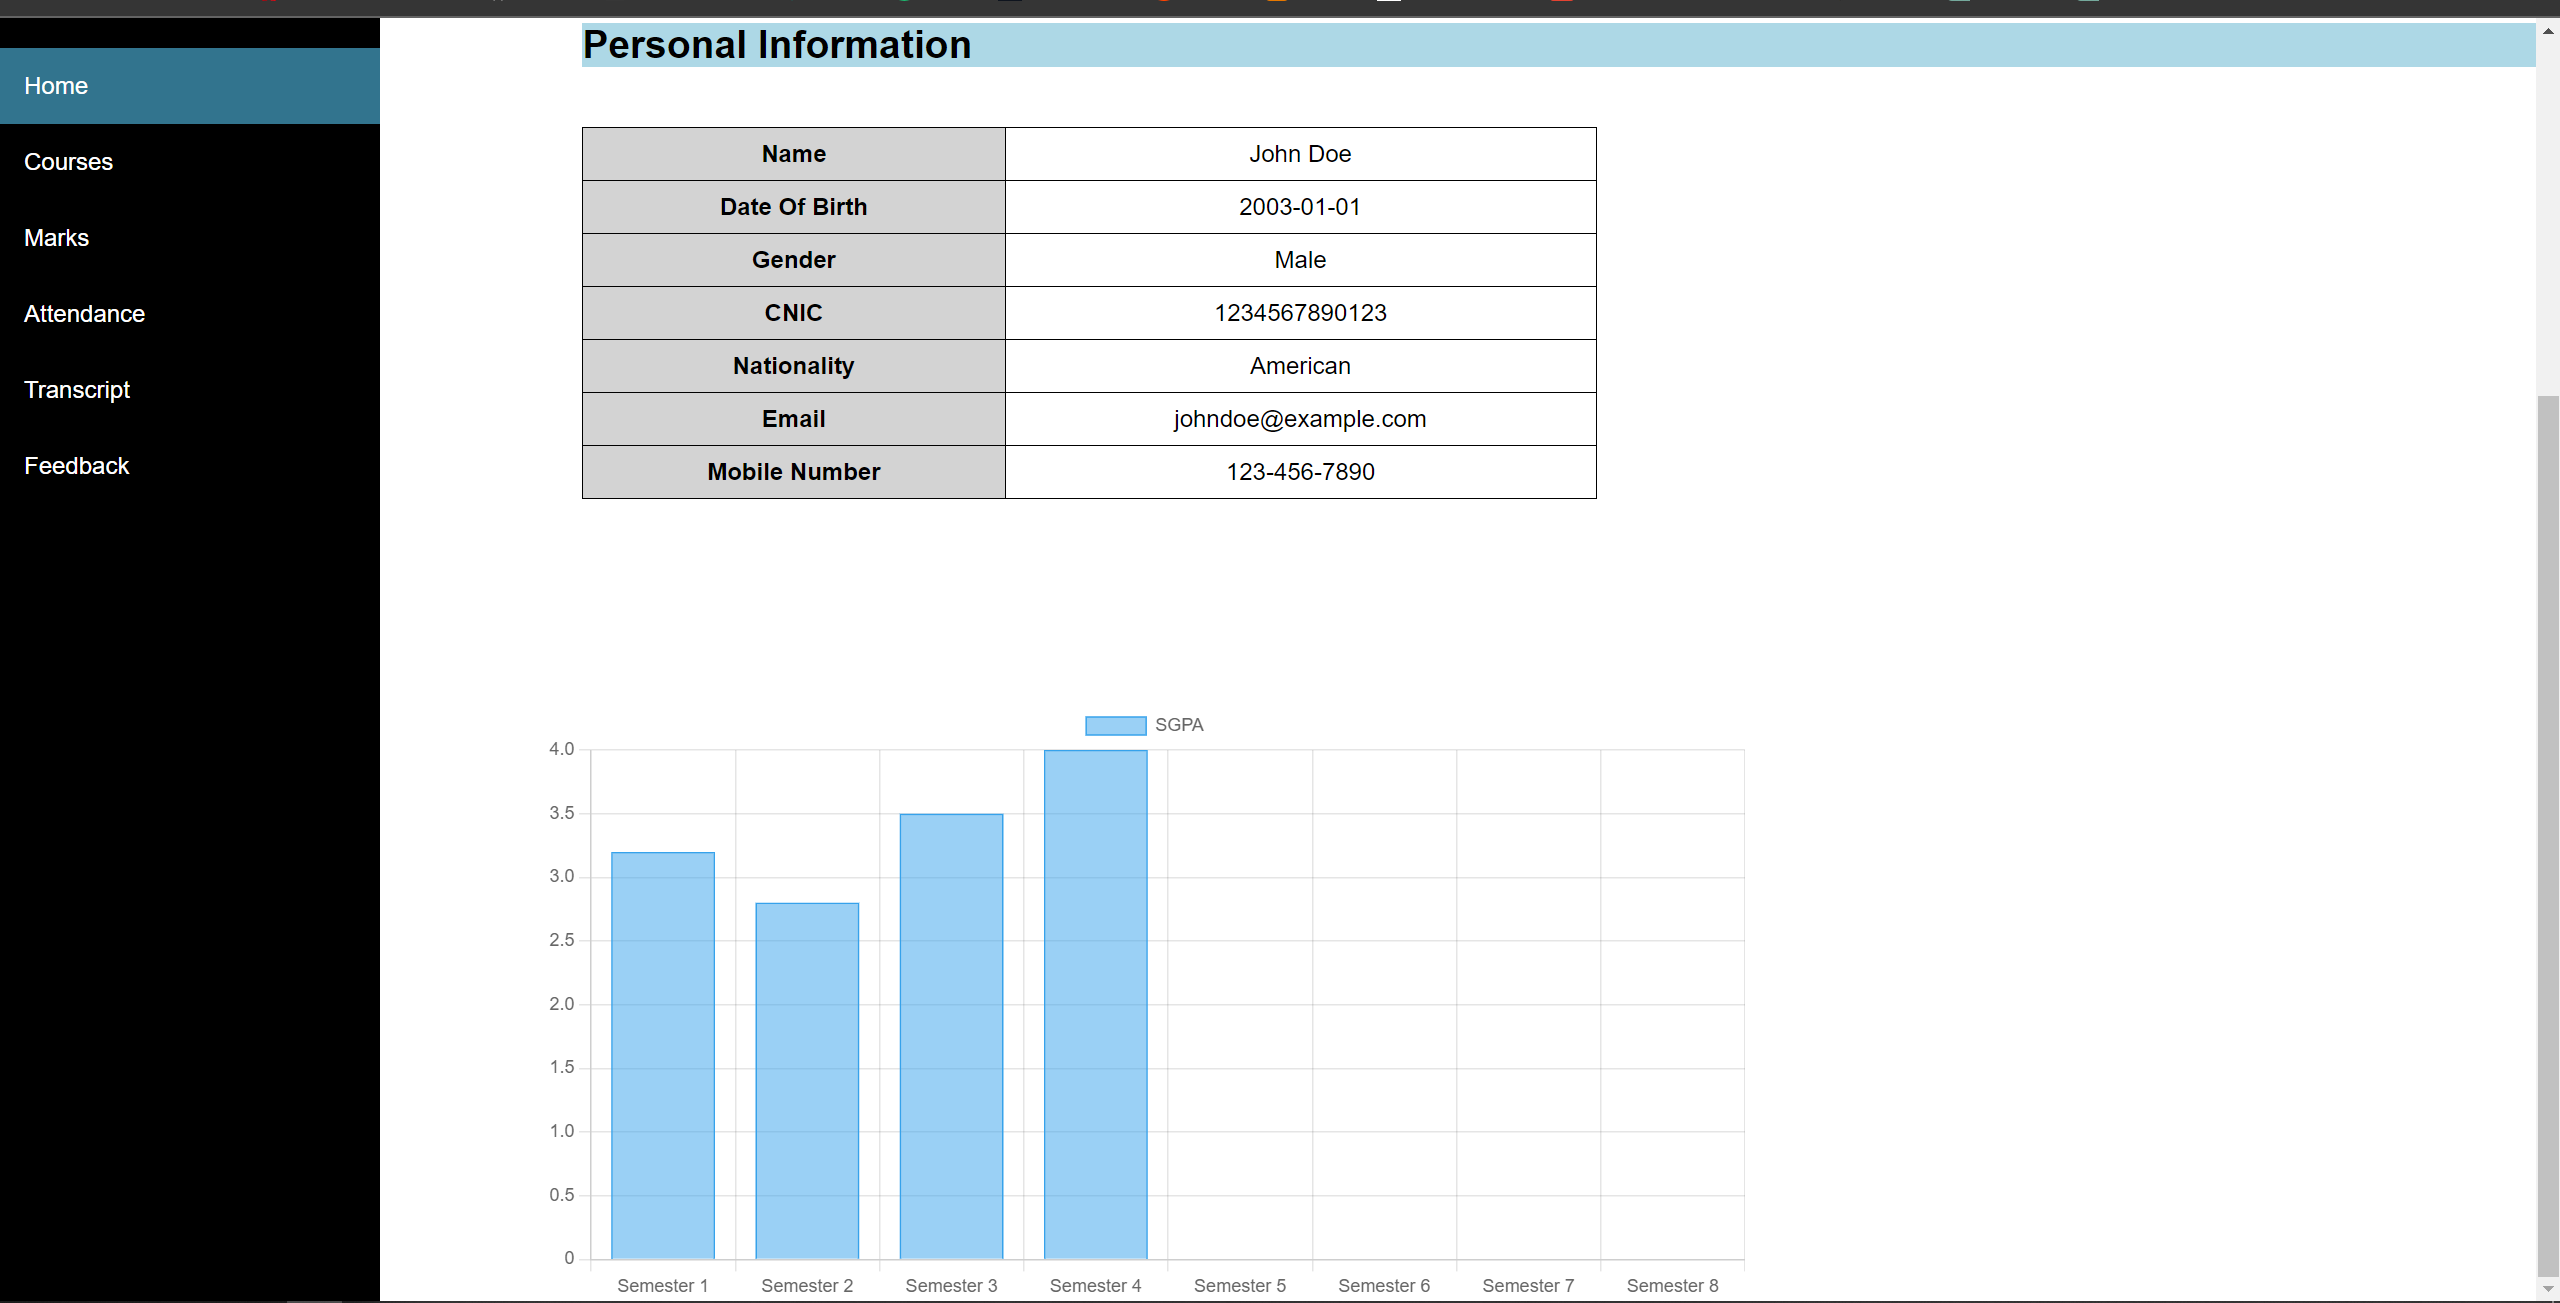 Personal Information
Home
Courses
Marks
Attendance
Transcript
Feedback
Name John Doe
Date Of Birth 2003-01-01
Gender Male
CNIC 1234567890123
Nationality American
Email johndoe@example.com
Mobile Number 123-456-7890
SGPA
4.0
3.5
3.0
2.5
2.0
1.5
1.0
0.5
0
Semester 1 Semester 2 Semester 3 Semester 4 Semester 5 Semester 6 Semester 7 Semester 8